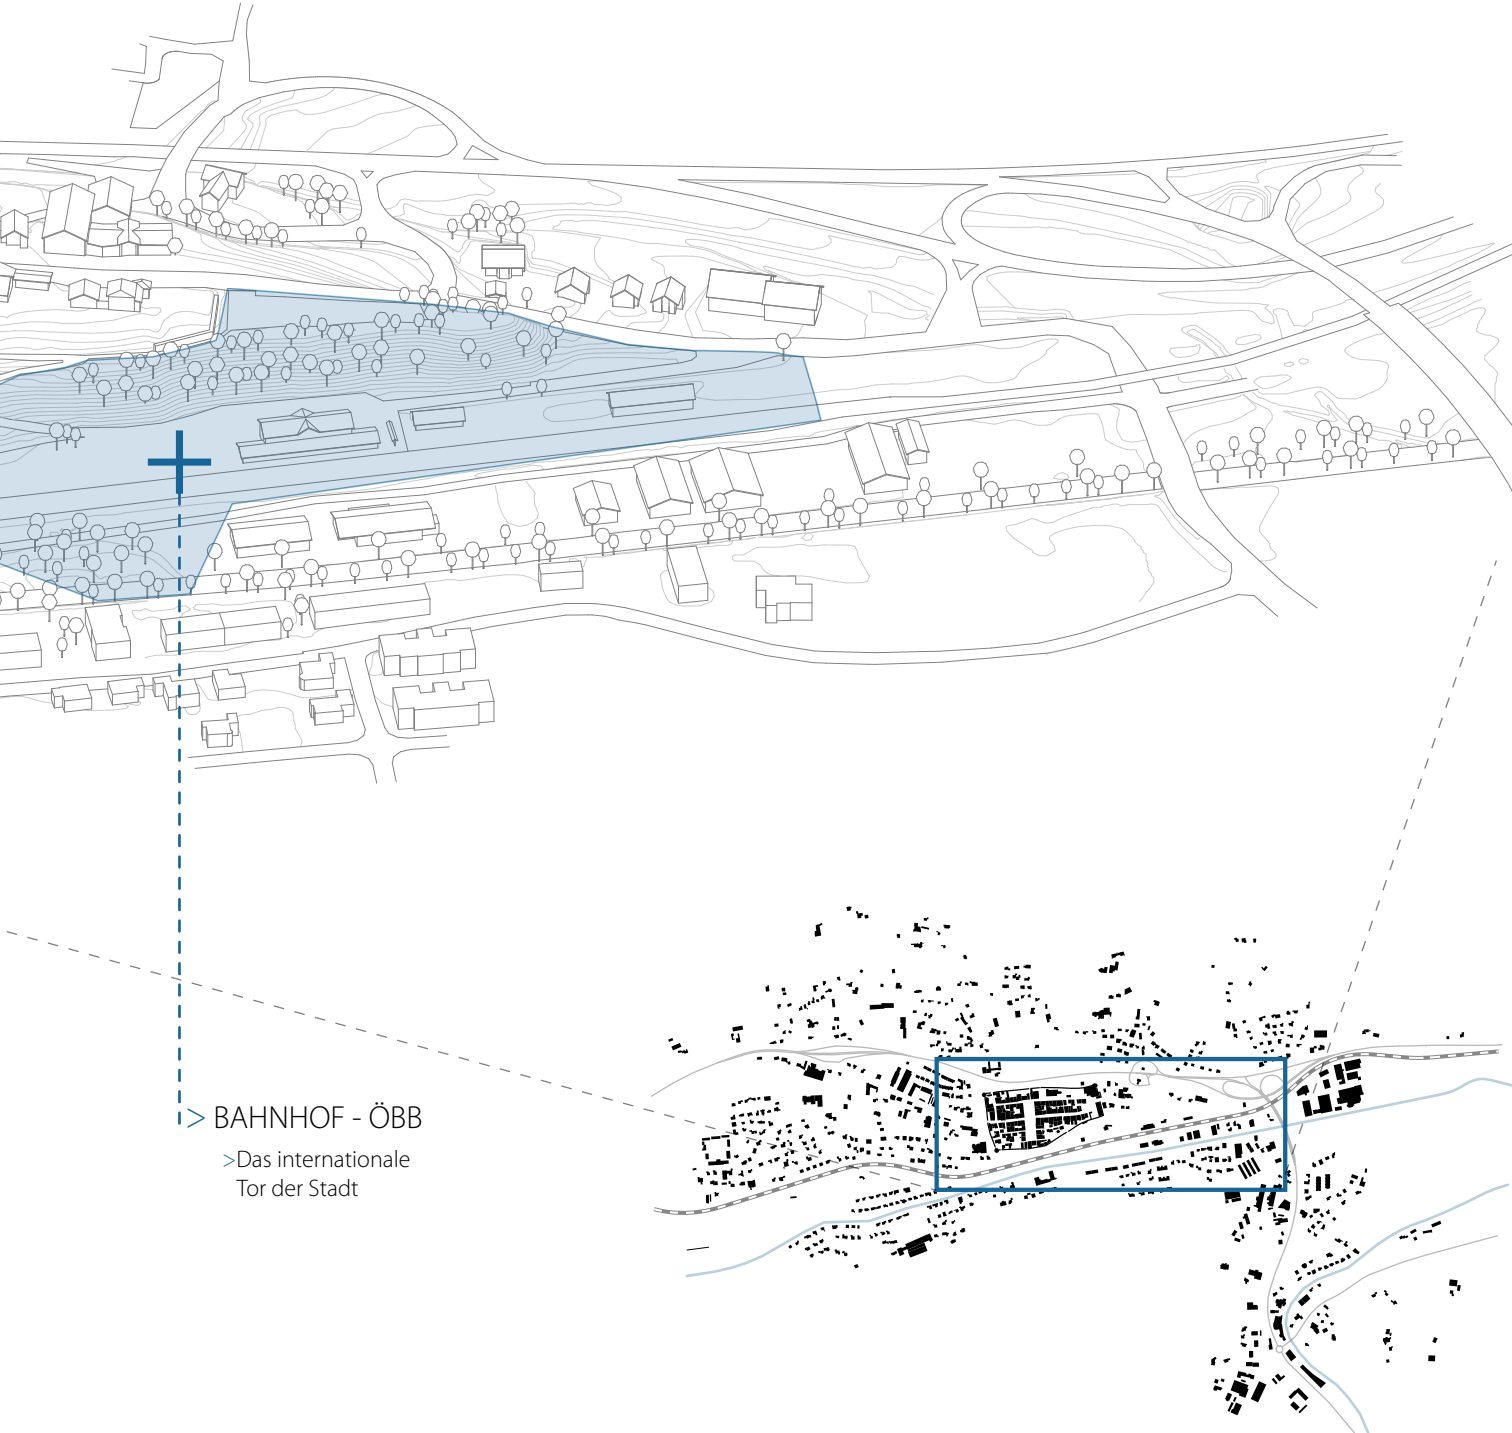 > BAHNHOF - ÖBB
>Das internationale
Tor der Stadt